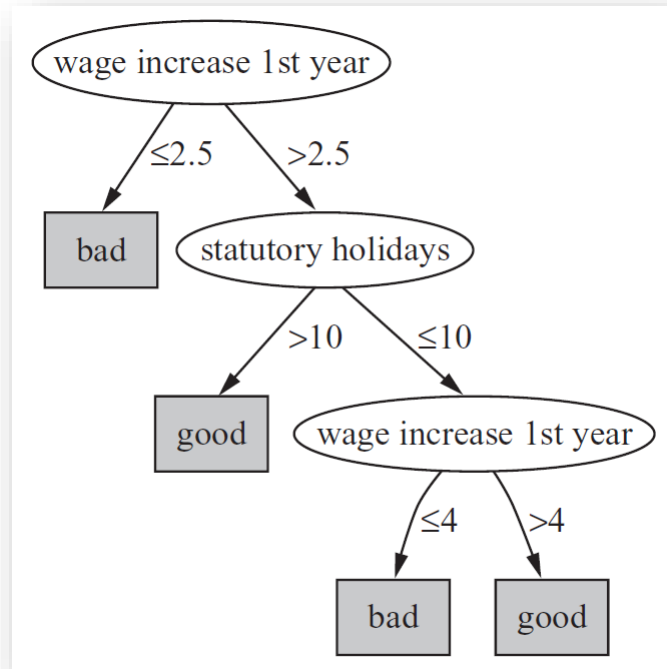 wage increase 1st year
≤2.5 >2.5
bad statutory holidays
>10 ≤10
good wage increase 1st year
≤4 >4
bad good